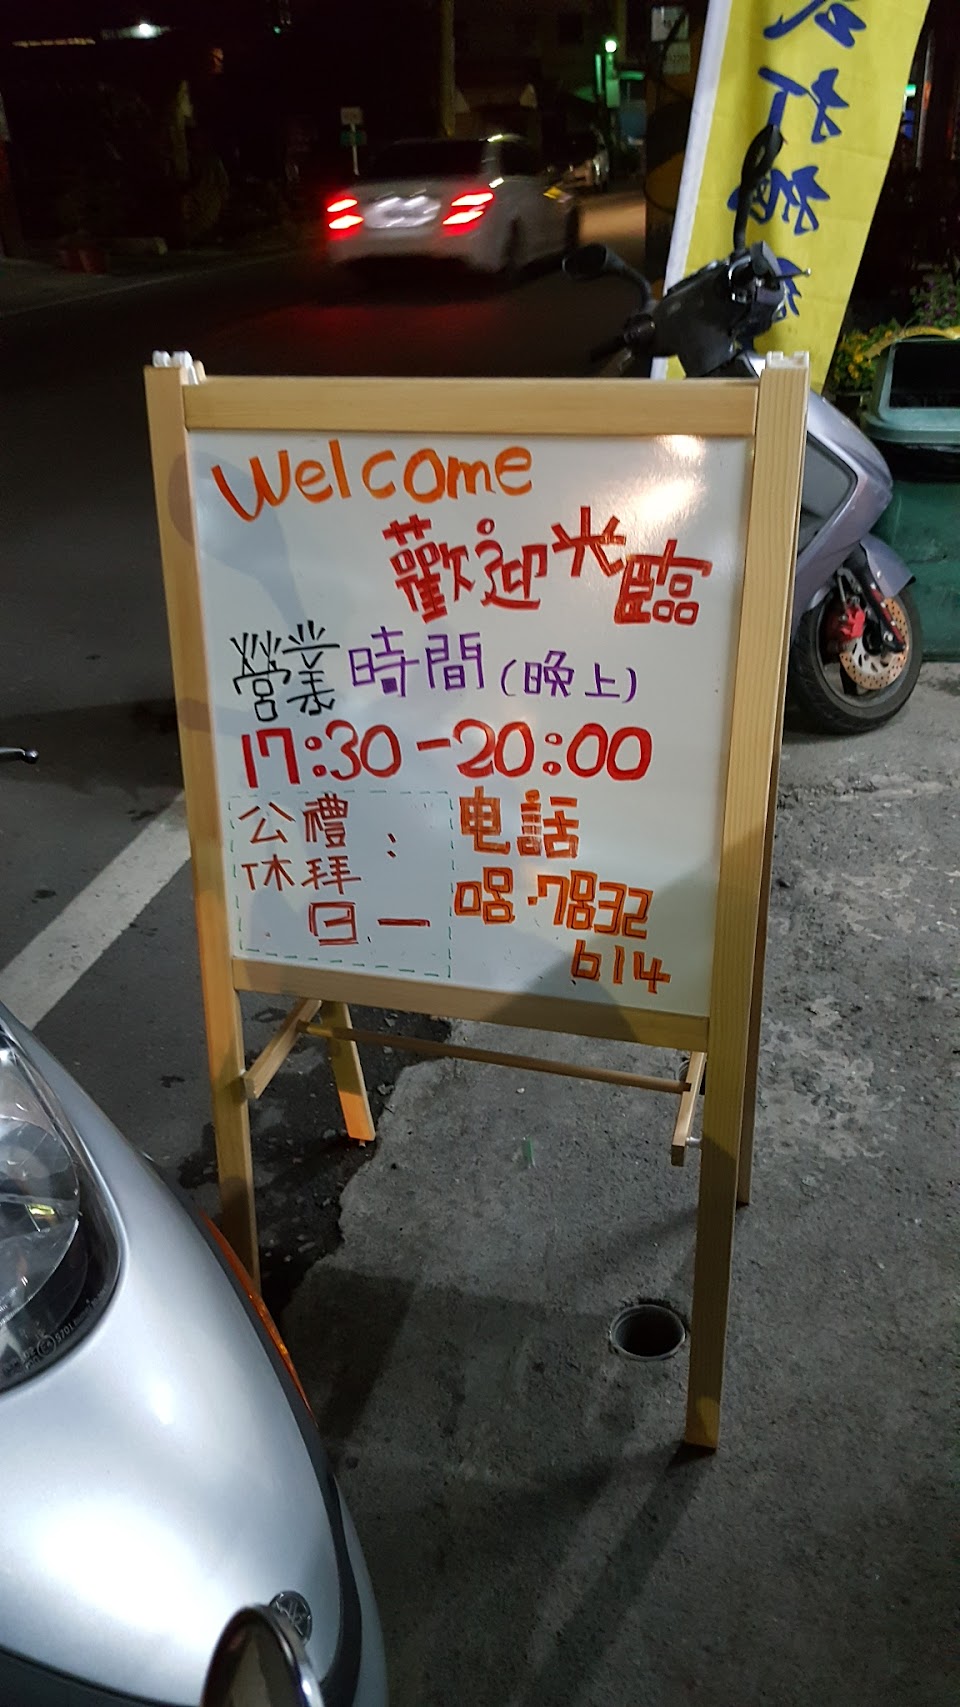 Welcome
歡迎光臨
營業時間(晚上)
17:30-20:00
公休:
禮拜日一
电話
08-7832
614